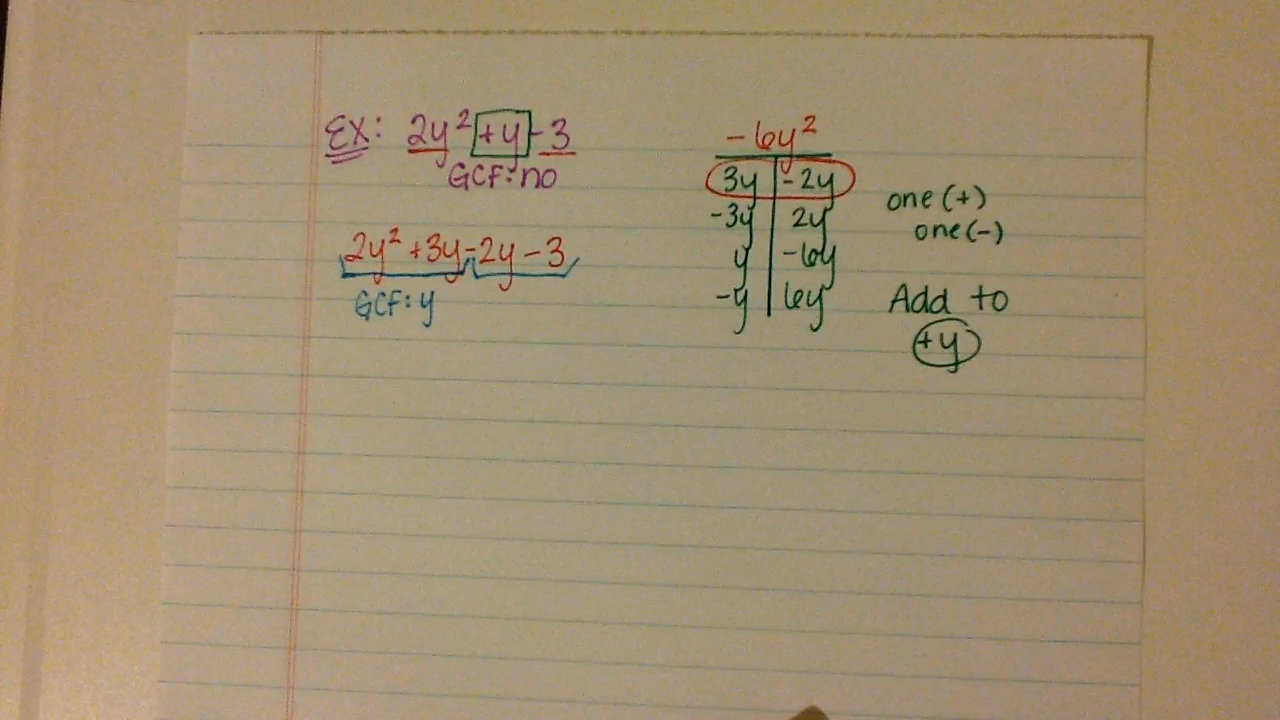 EX: 2y² +y -3
GCF: no
2y² +3y -2y -3
GCF: y
-6y²
3y | -2y
-3y | 2y
y | -6y
-y | 6y
one (+)
one (-)
Add to
+y